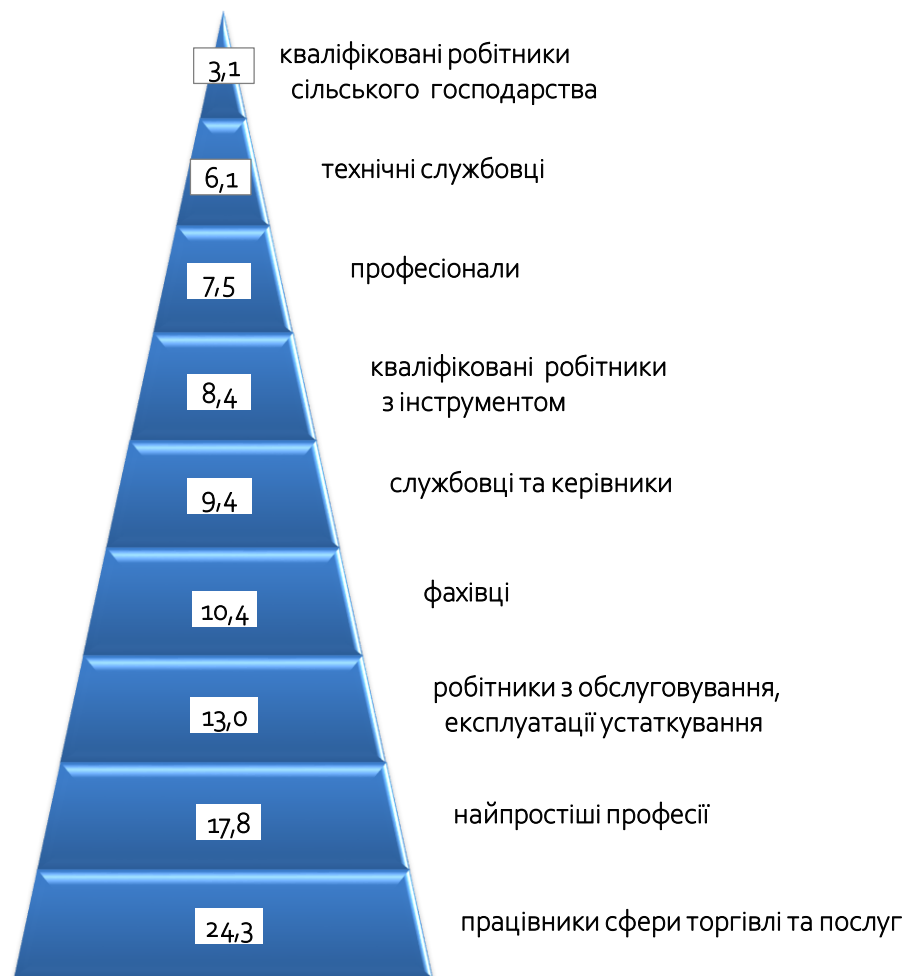 3,1
кваліфіковані робітники
сільського господарства
6,1
технічні службовці
7,5
професіонали
8,4
кваліфіковані робітники
з інструментом
9,4
службовці та керівники
10,4
фахівці
13,0
робітники з обслуговування,
експлуатації устаткування
17,8
найпростіші професії
24,3
працівники сфери торгівлі та послуг